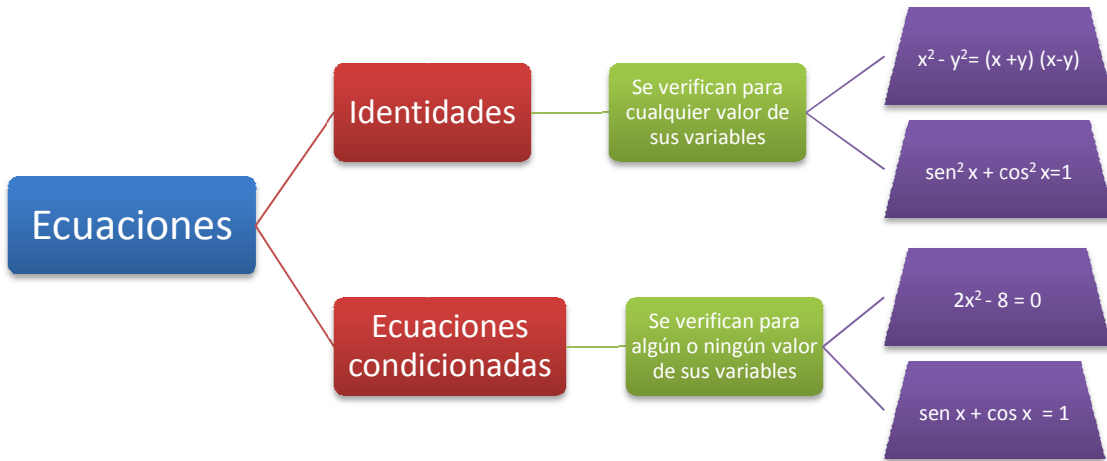 Ecuaciones
Identidades
Se verifican para
cualquier valor de
sus variables
x² - y²= (x +y) (x-y)
sen² x + cos² x=1
Ecuaciones
condicionadas
Se verifican para
algún o ningún valor
de sus variables
2x² - 8 = 0
sen x + cos x = 1